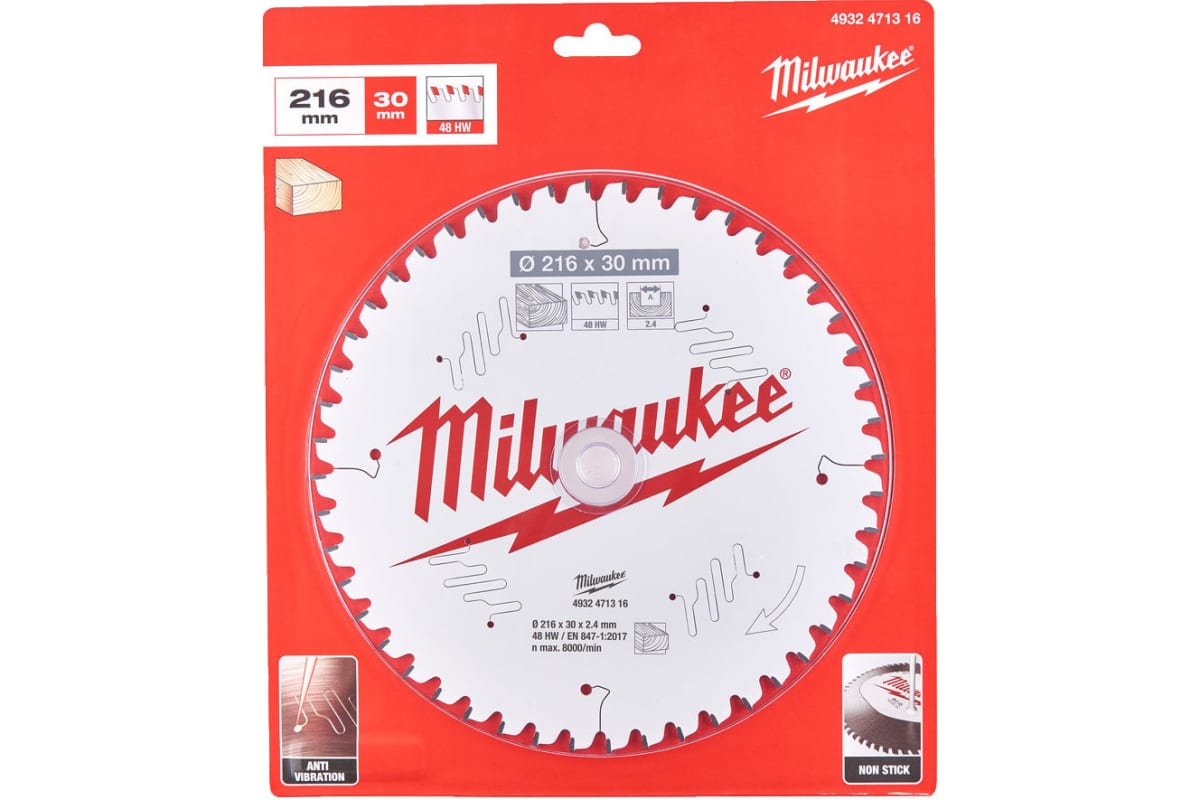 4932 4713 16
Milwaukee®
216
mm
30
mm
48 HW
Ø 216 x 30 mm
A
48 HW
2.4
Milwaukee®
Milwaukee
4932 4713 16
Ø 216 x 30 x 2.4 mm
48 HW / EN 847-1:2017
n max. 8000/min
ANTI
VIBRATION
NON STICK